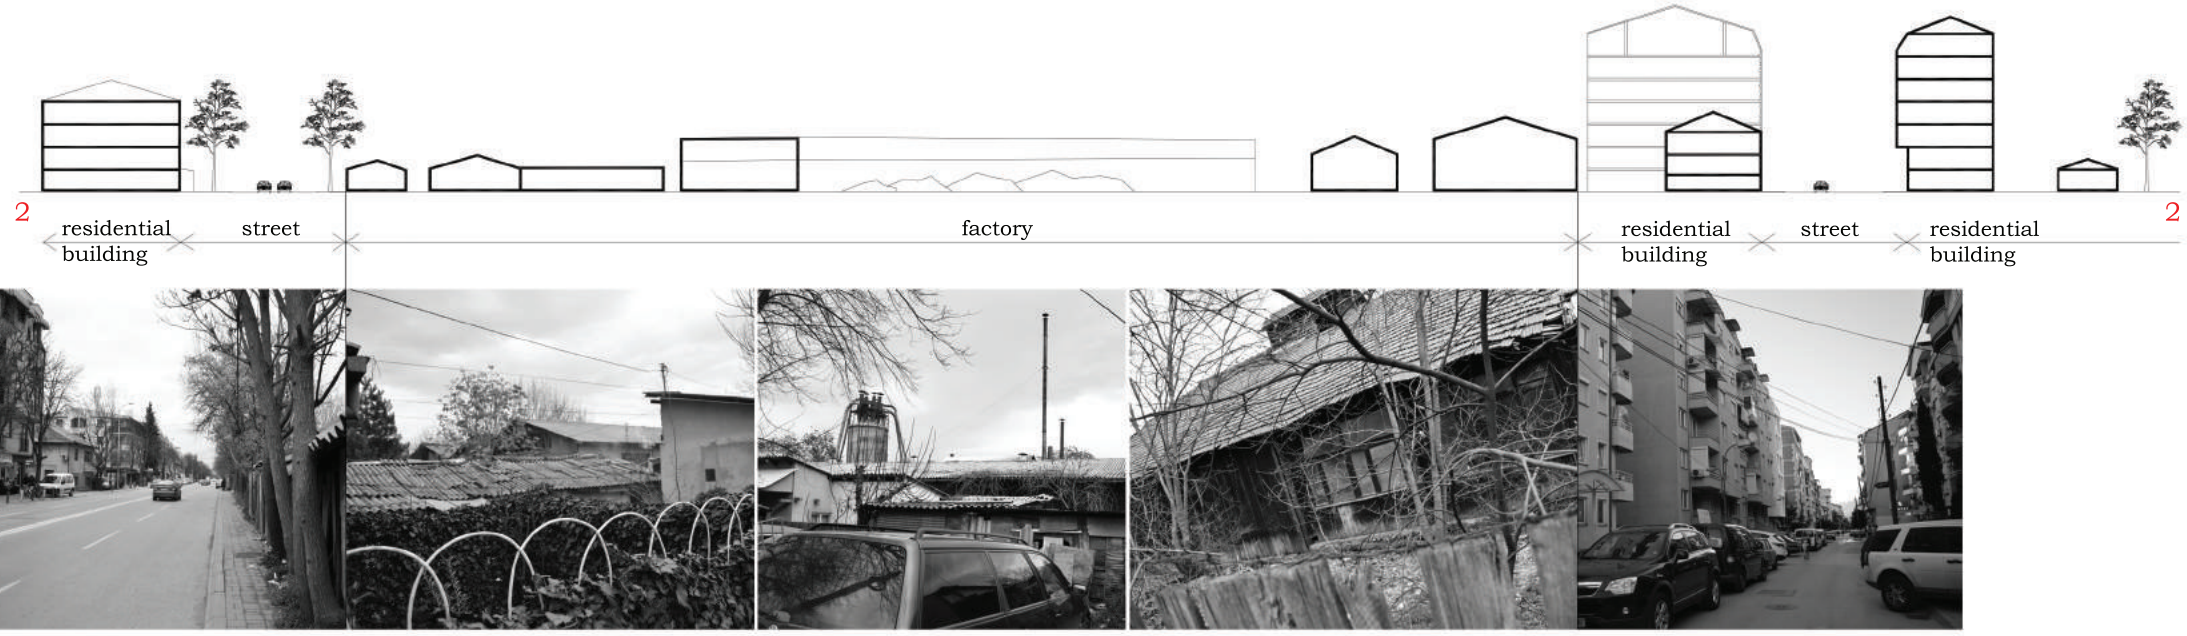 2
2
residential
building
street
factory
residential
building
street
residential
building